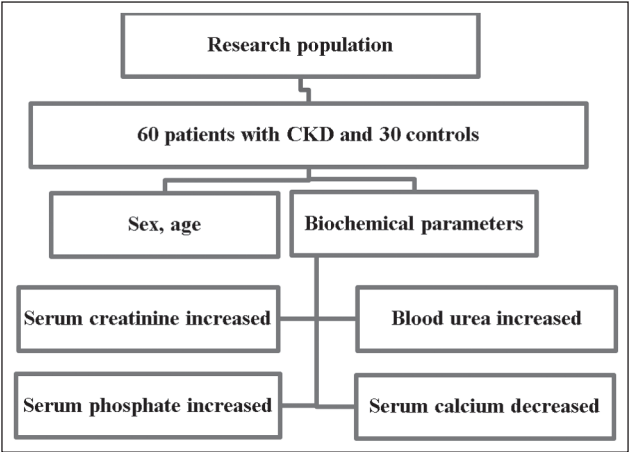 Research population
60 patients with CKD and 30 controls
Sex, age
Biochemical parameters
Serum creatinine increased
Blood urea increased
Serum phosphate increased
Serum calcium decreased